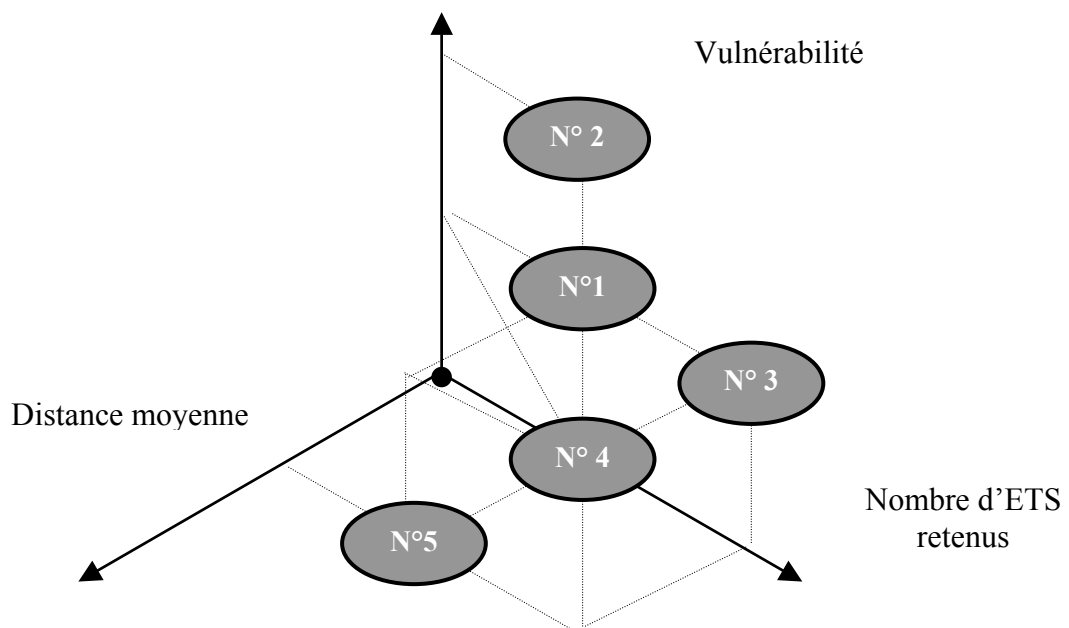 Vulnérabilité
N° 2
N°1
N° 3
Distance moyenne
N° 4
Nombre d'ETS
retenus
N°5